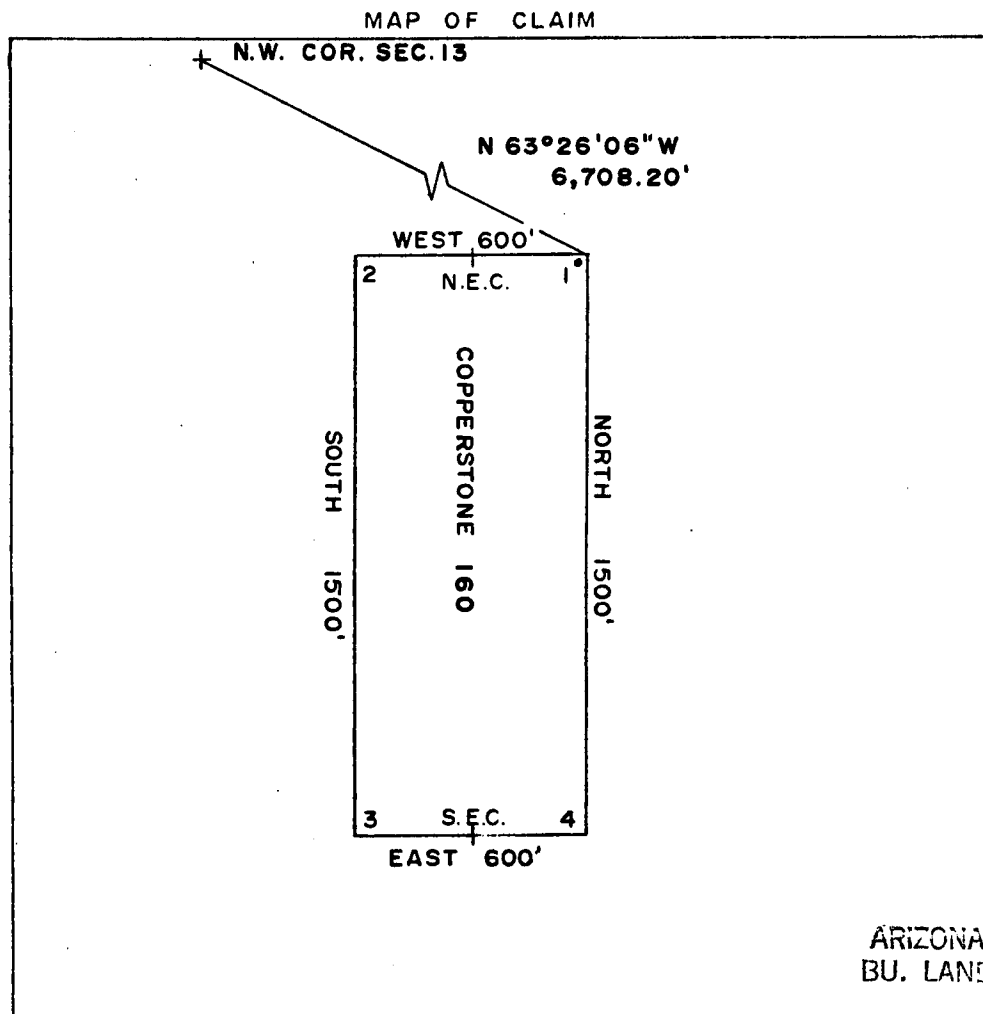 MAP OF CLAIM
N.W. COR. SEC. 13
N 63°26'06" W
6,708.20'
WEST 600'
2
N.E.C.
1
COPPERSTONE 160
SOUTH 1500'
NORTH 1500'
3
S.E.C.
4
EAST 600'
ARIZONA
BU. LAND